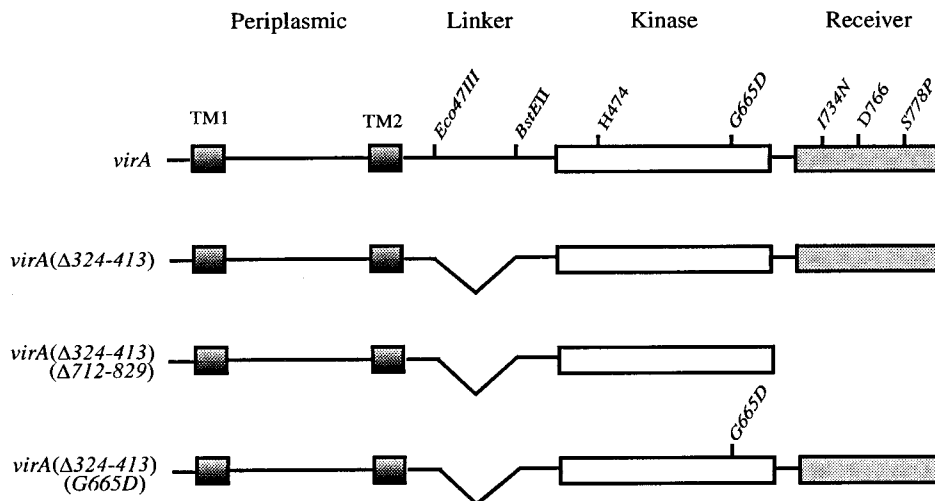 Periplasmic Linker Kinase Receiver
TM1 TM2 Eco47III BstEII H474 G665D I734N D766 S778P
virA
virA(Δ324-413)
virA(Δ324-413)
(Δ712-829)
G665D
virA(Δ324-413)
(G665D)